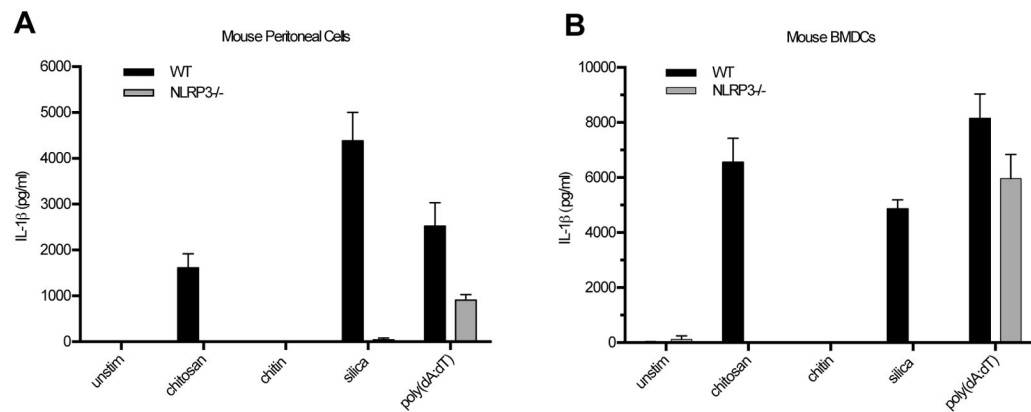 A
Mouse Peritoneal Cells
WT
NLRP3-/-
IL-1β (pg/ml)
6000
5000
4000
3000
2000
1000
0
unstim
chitosan
chitin
silica
poly(dA:dT)
B
Mouse BMDCs
WT
NLRP3-/-
IL-1β (pg/ml)
10000
8000
6000
4000
2000
0
unstim
chitosan
chitin
silica
poly(dA:dT)